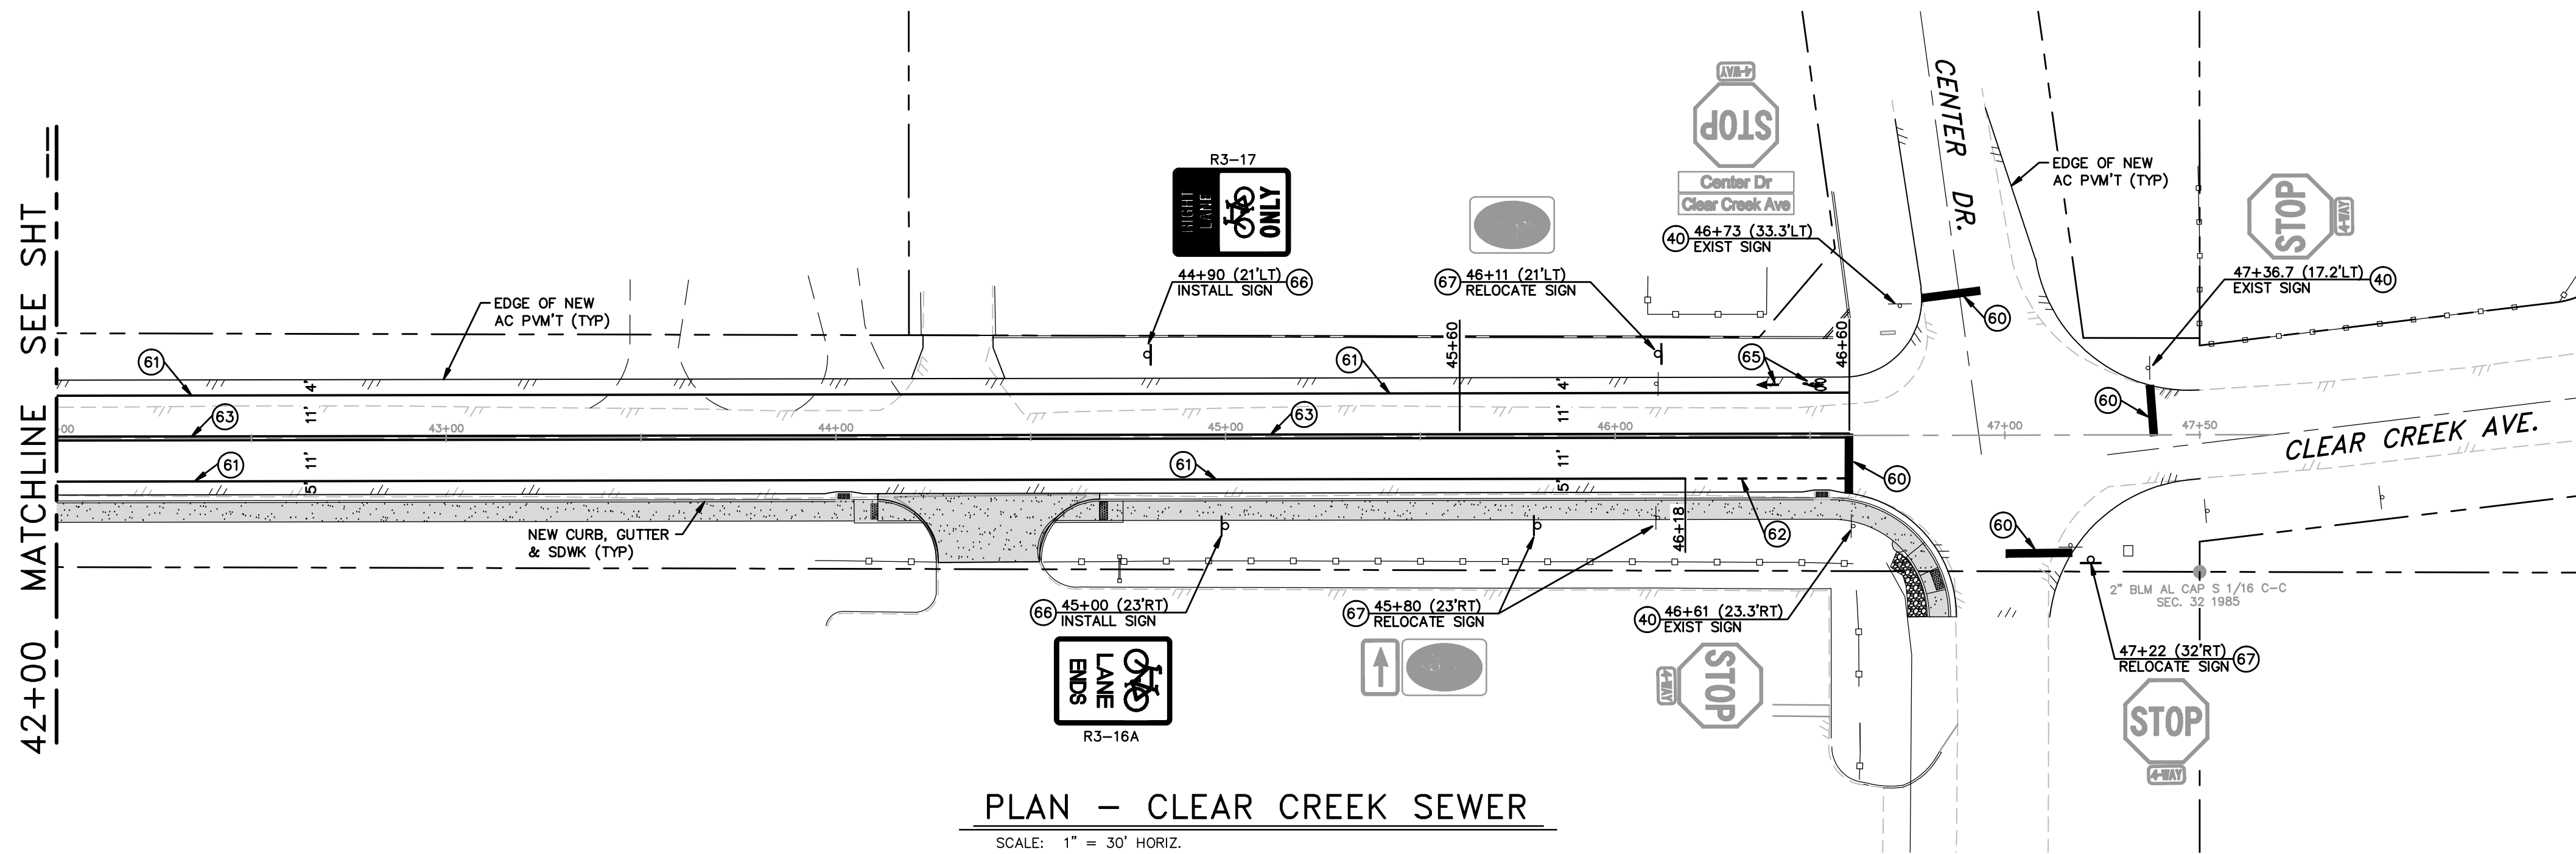 42+00 MATCHLINE SEE SHT
EDGE OF NEW
AC PVM'T (TYP)
61
63
61
4'
11'
11'
5'
00
43+00
44+00
45+00
46+00
47+00
47+50
NEW CURB, GUTTER
& SDWK (TYP)
R3-17
RIGHT
LANE
ONLY
44+90 (21'LT)
INSTALL SIGN
66
67
46+11 (21'LT)
RELOCATE SIGN
61
63
61
45+60
4'
11'
11'
5'
65
46+60
4-WAY
STOP
Center Dr
Clear Creek Ave
40
46+73 (33.3'LT)
EXIST SIGN
CENTER DR.
60
EDGE OF NEW
AC PVM'T (TYP)
STOP
4-WAY
47+36.7 (17.2'LT)
EXIST SIGN
40
60
CLEAR CREEK AVE.
60
60
62
46+18
66
45+00 (23'RT)
INSTALL SIGN
LANE
ENDS
R3-16A
67
45+80 (23'RT)
RELOCATE SIGN
40
46+61 (23.3'RT)
EXIST SIGN
STOP
4-WAY
2" BLM AL CAP S 1/16 C-C
SEC. 32 1985
47+22 (32'RT)
RELOCATE SIGN
67
STOP
4-WAY
PLAN - CLEAR CREEK SEWER
SCALE: 1" = 30' HORIZ.